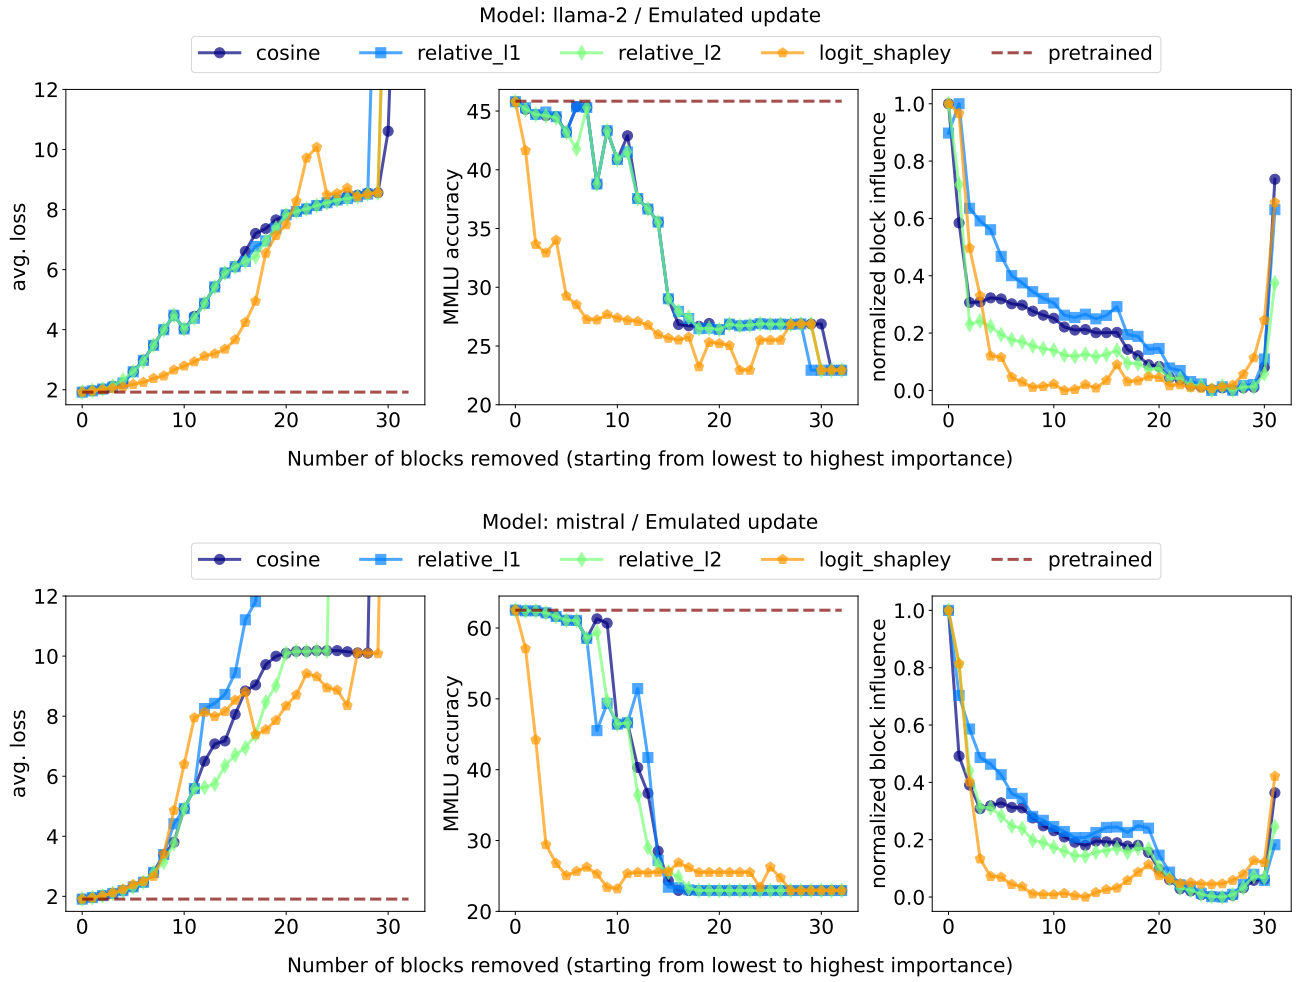 Model: llama-2 / Emulated update
cosine relative_l1 relative_l2 logit_shapley pretrained
avg. loss
12
10
8
6
4
2
0 10 20 30
MMLU accuracy
45
40
35
30
25
20
0 10 20 30
normalized block influence
1.0
0.8
0.6
0.4
0.2
0.0
0 10 20 30
Number of blocks removed (starting from lowest to highest importance)
Model: mistral / Emulated update
cosine relative_l1 relative_l2 logit_shapley pretrained
avg. loss
12
10
8
6
4
2
0 10 20 30
MMLU accuracy
60
50
40
30
20
0 10 20 30
normalized block influence
1.0
0.8
0.6
0.4
0.2
0.0
0 10 20 30
Number of blocks removed (starting from lowest to highest importance)